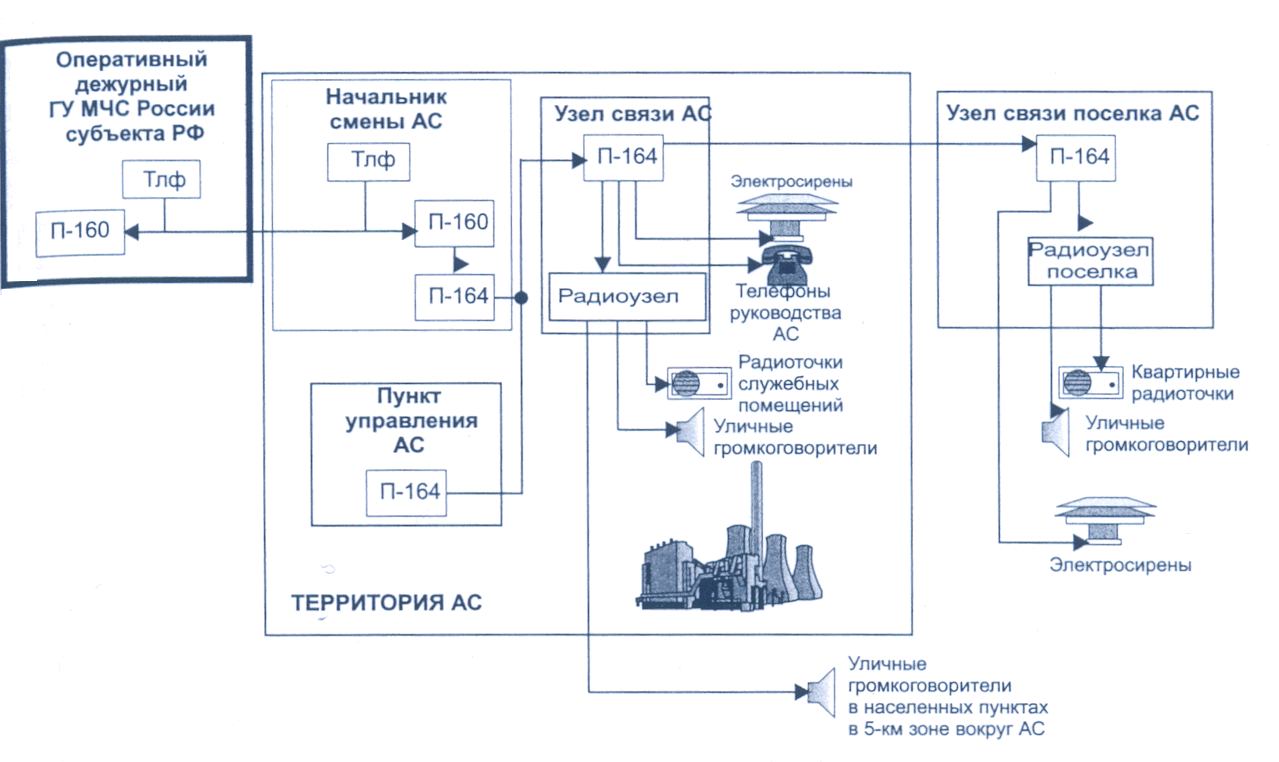 Оперативный
дежурный
ГУ МЧС России
субъекта РФ
Тлф
П-160
Начальник
смены АС
Тлф
П-160
П-164
Пункт
управления
АС
П-164
ТЕРРИТОРИЯ АС
Узел связи АС
П-164
Радиоузел
Электросирены
Телефоны
руководства
АС
Радиоточки
служебных
помещений
Уличные
громкоговорители
Уличные
громкоговорители
в населенных пунктах
в 5-км зоне вокруг АС
Узел связи поселка АС
П-164
Радиоузел
поселка
Квартирные
радиоточки
Уличные
громкоговорители
Электросирены